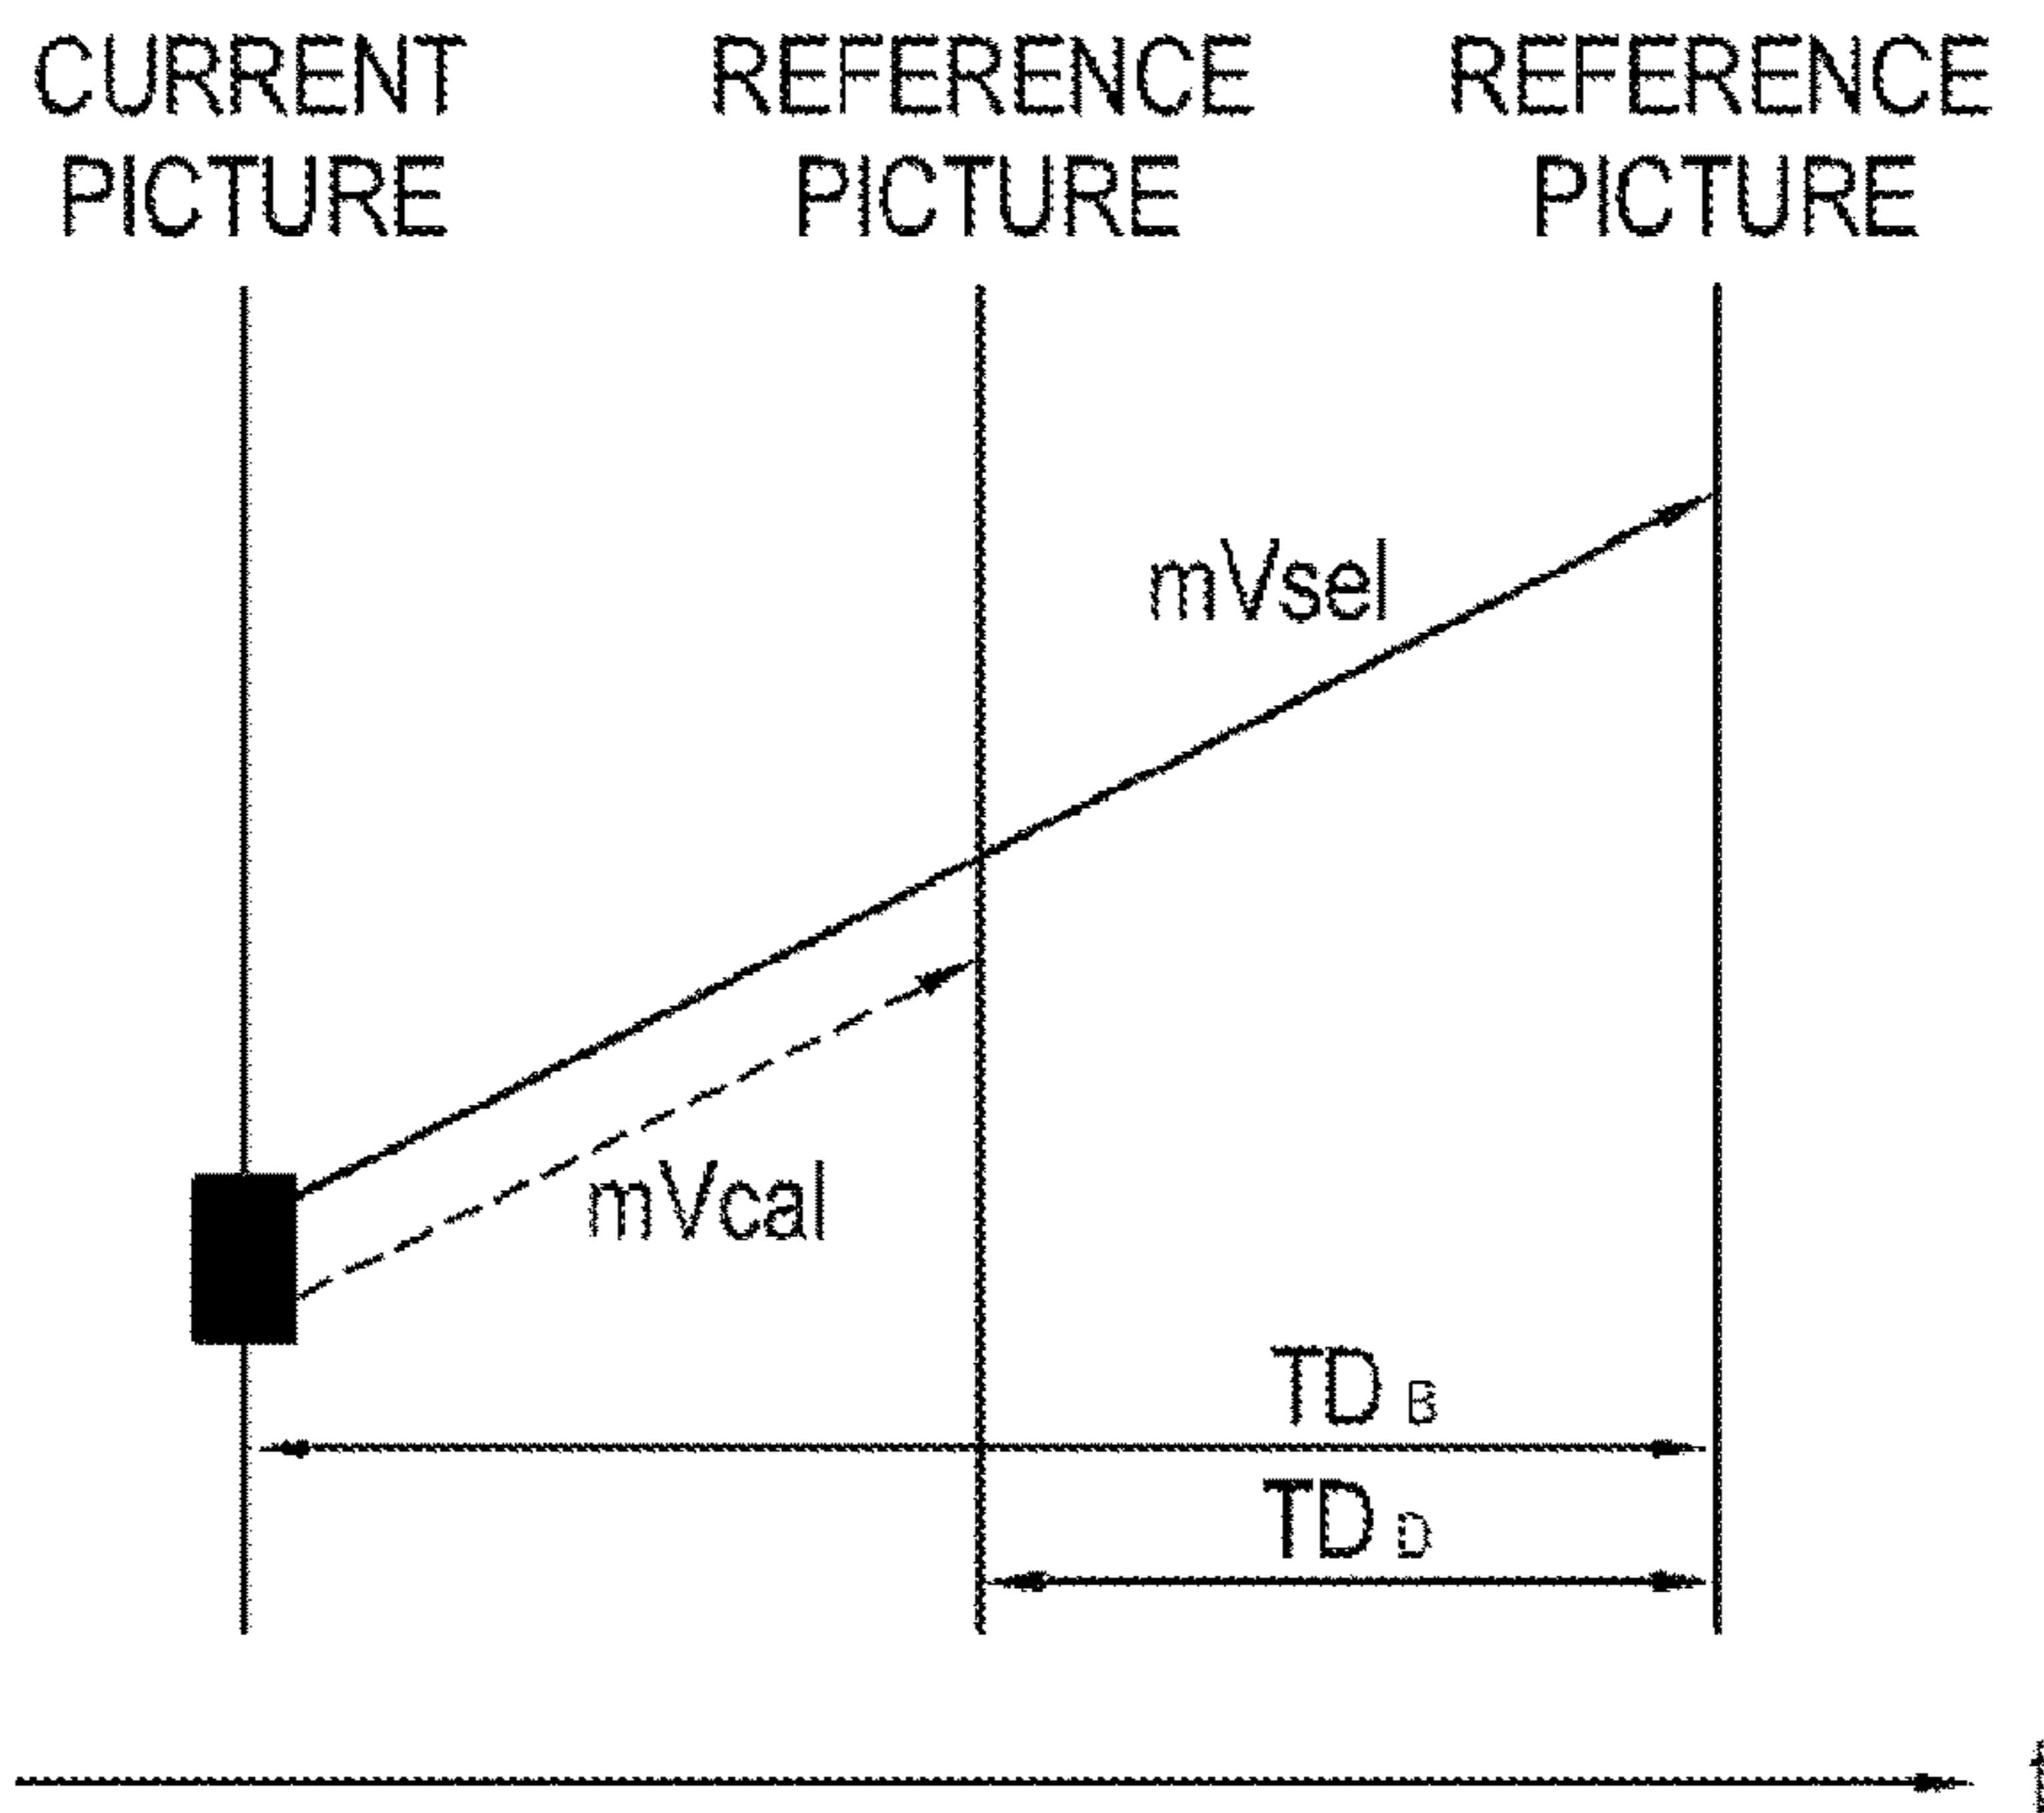 CURRENT REFERENCE REFERENCE
PICTURE PICTURE PICTURE
mVsel
mVcal
TD B
TD D
t